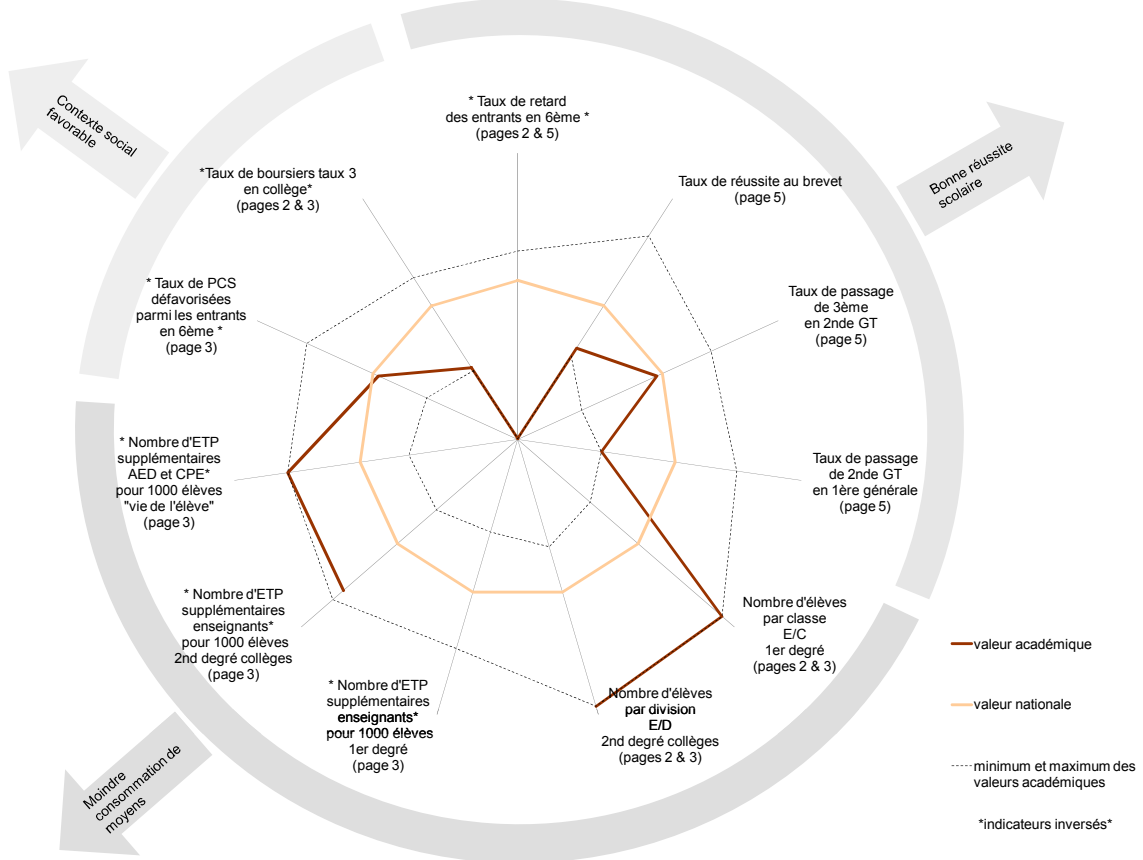 * Taux de retard
des entrants en 6ème *
(pages 2 & 5)
Contexte social
favorable
Bonne réussite
scolaire
*Taux de boursiers taux 3
en collège*
(pages 2 & 3)
Taux de réussite au brevet
(page 5)
* Taux de PCS
défavorisées
parmi les entrants
en 6ème *
(page 3)
Taux de passage
de 3ème
en 2nde GT
(page 5)
* Nombre d'ETP
supplémentaires
AED et CPE*
pour 1000 élèves
"vie de l'élève"
(page 3)
Taux de passage
de 2nde GT
en 1ère générale
(page 5)
* Nombre d'ETP
supplémentaires
enseignants*
pour 1000 élèves
2nd degré collèges
(page 3)
Nombre d'élèves
par classe
E/C
1er degré
(pages 2 & 3)
* Nombre d'ETP
supplémentaires
enseignants*
pour 1000 élèves
1er degré
(page 3)
Nombre d'élèves
par division
E/D
2nd degré collèges
(pages 2 & 3)
Moindre
consommation de
moyens
valeur académique
valeur nationale
minimum et maximum des
valeurs académiques
*indicateurs inversés*